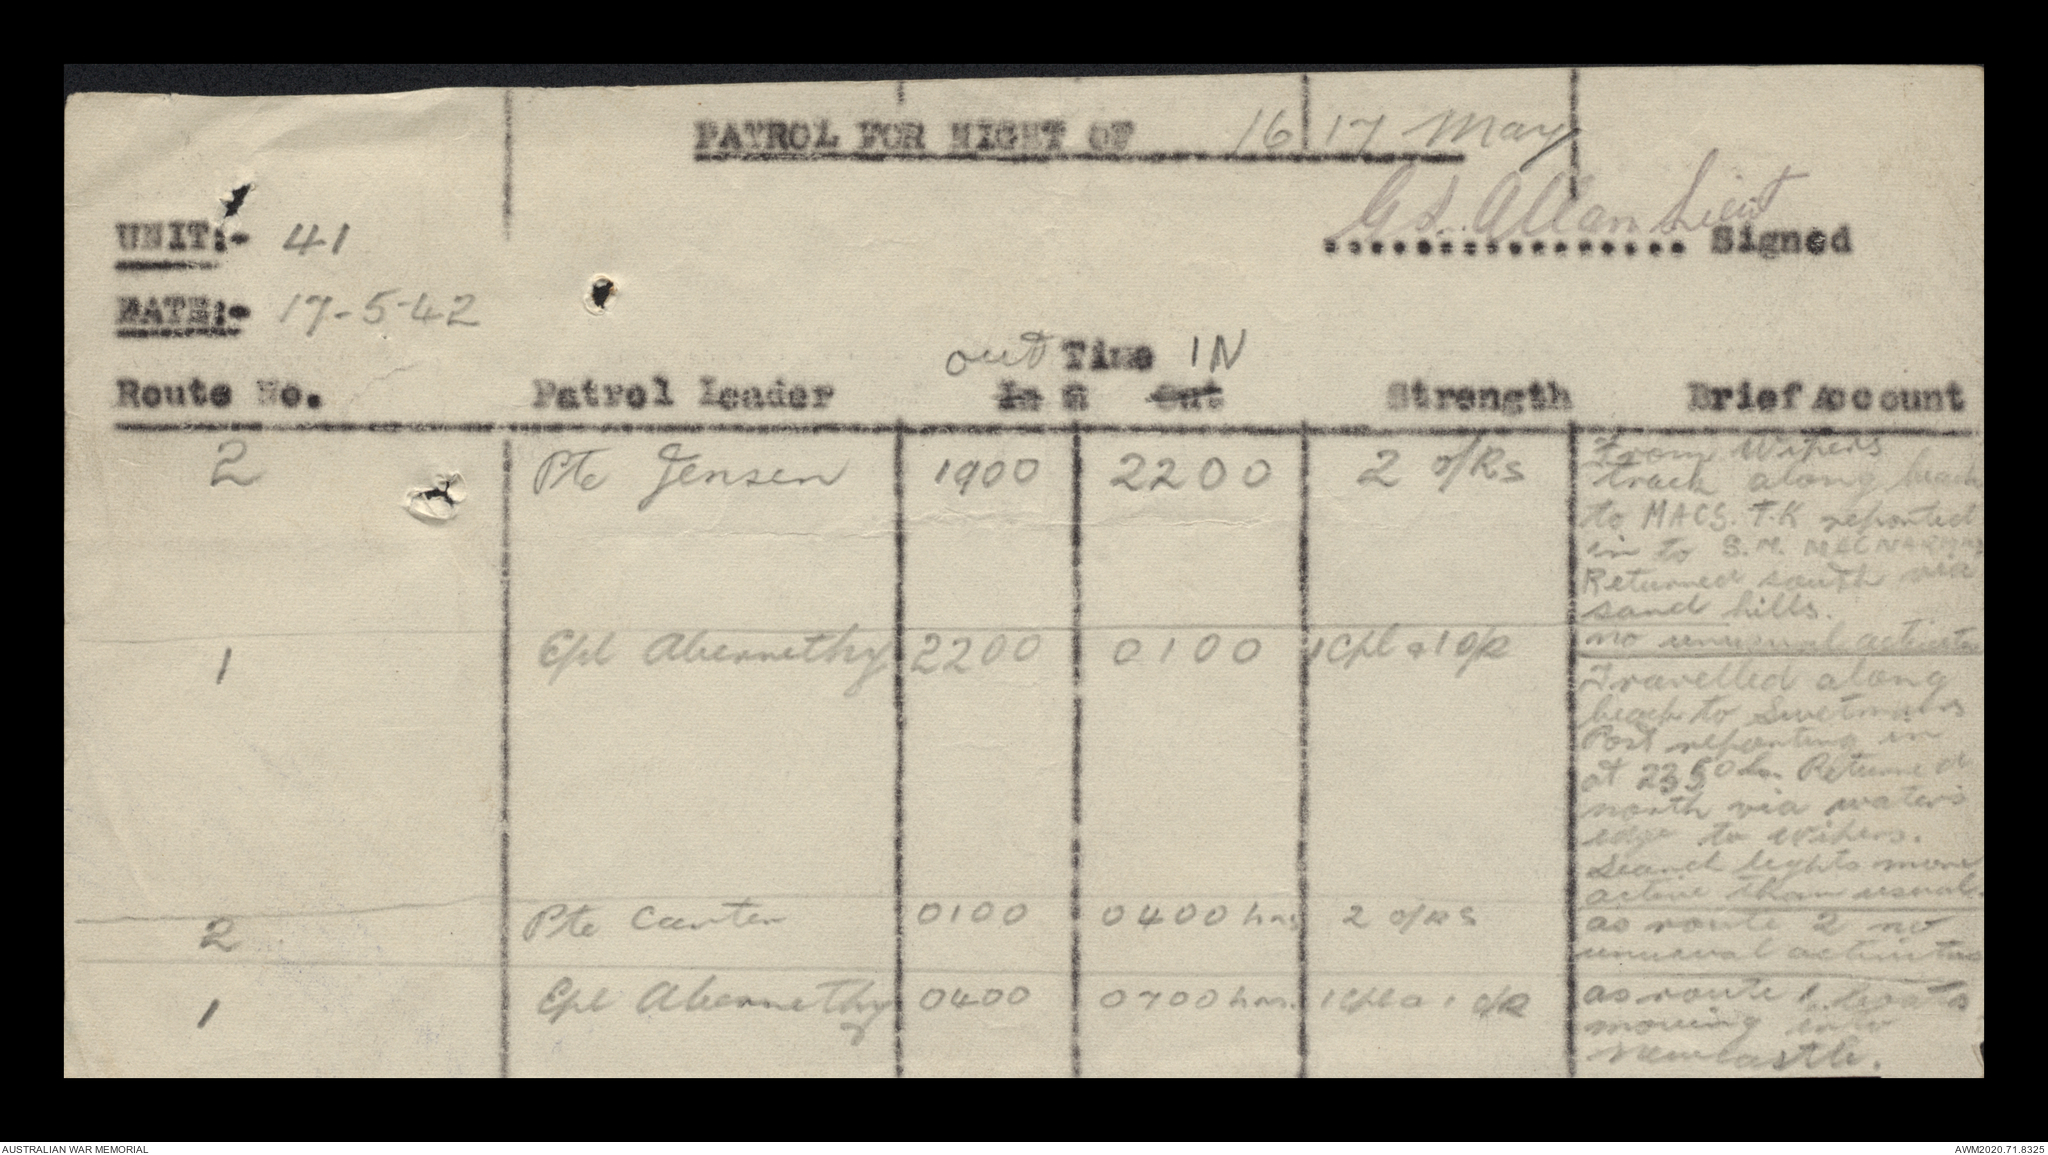 PATROL FOR NIGHT OF 16 17 May
G S. Allan Lieut
UNIT:- 41
................. Signed
DATE:- 17-5-42
out Time IN
Route No. Patrol Leader In & Out Strength Brief Account
2 Pte Jensen 1900 2200 2 o/Rs
From Wipers
track along beach
to MACS. T.K reported
in to S.M.
Returned south via
sand hills.
no unusual activities
1 Cpl Abernethy 2200 0100 1 Cpl & 1 O/R
Travelled along
beach to
Post reporting in
at 2350 hrs Returned
north via waters
edge to Wipers.
Search lights more
active than usual.
2 Pte Carter 0100 0400 hrs 2 o/Rs
as route 2 no
unusual activities
1 Cpl Abernethy 0400 0700 hrs. 1 Cpl & 1 O/R
as route 1. boats
moving into
Newcastle.
AUSTRALIAN WAR MEMORIAL
AWM2020.71.8325